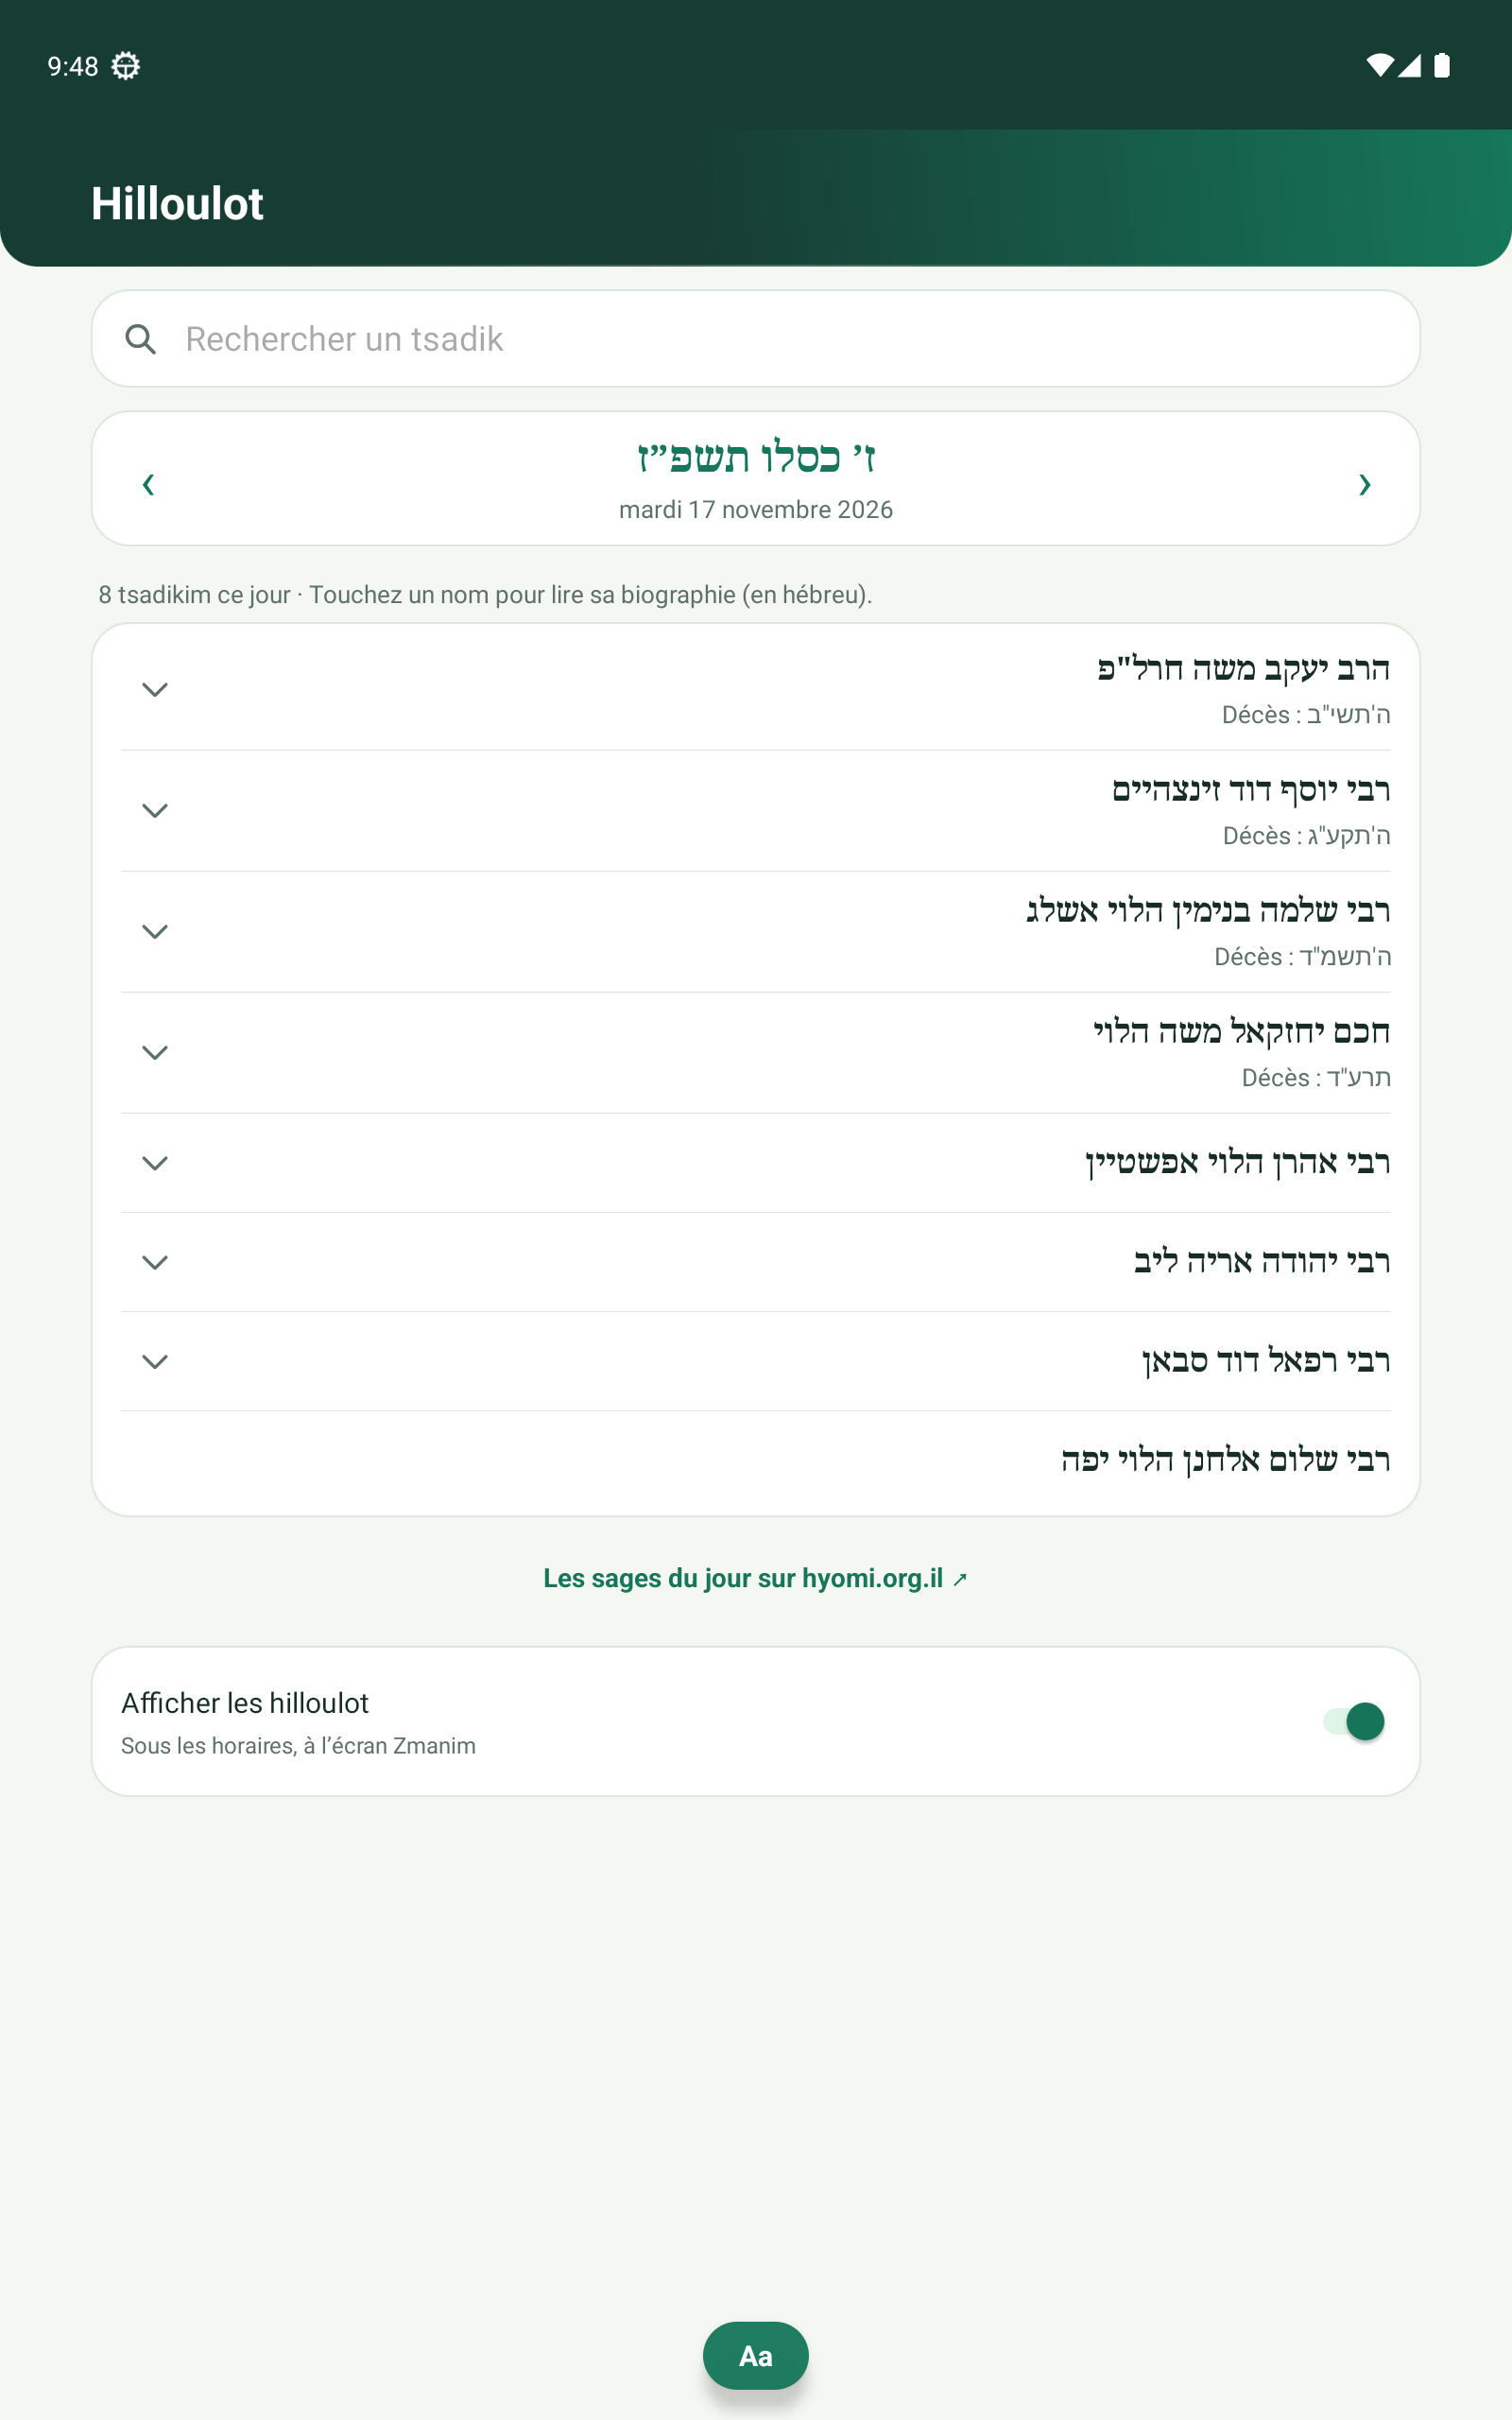 9:48
Hilloulot
Rechercher un tsadik
ז׳ כסלו תשפ״ז
‹
›
mardi 17 novembre 2026
8 tsadikim ce jour · Touchez un nom pour lire sa biographie (en hébreu).
הרב יעקב משה חרל"פ
Décès : ה'תשי"ב
רבי יוסף דוד זינצהיים
Décès : ה'תקע"ג
רבי שלמה בנימין הלוי אשלג
Décès : ה'תשמ"ד
חכם יחזקאל משה הלוי
Décès : תרע"ד
רבי אהרן הלוי אפשטיין
רבי יהודה אריה ליב
רבי רפאל דוד סבאן
רבי שלום אלחנן הלוי יפה
Les sages du jour sur hyomi.org.il ↗
Afficher les hilloulot
Sous les horaires, à l’écran Zmanim
Aa